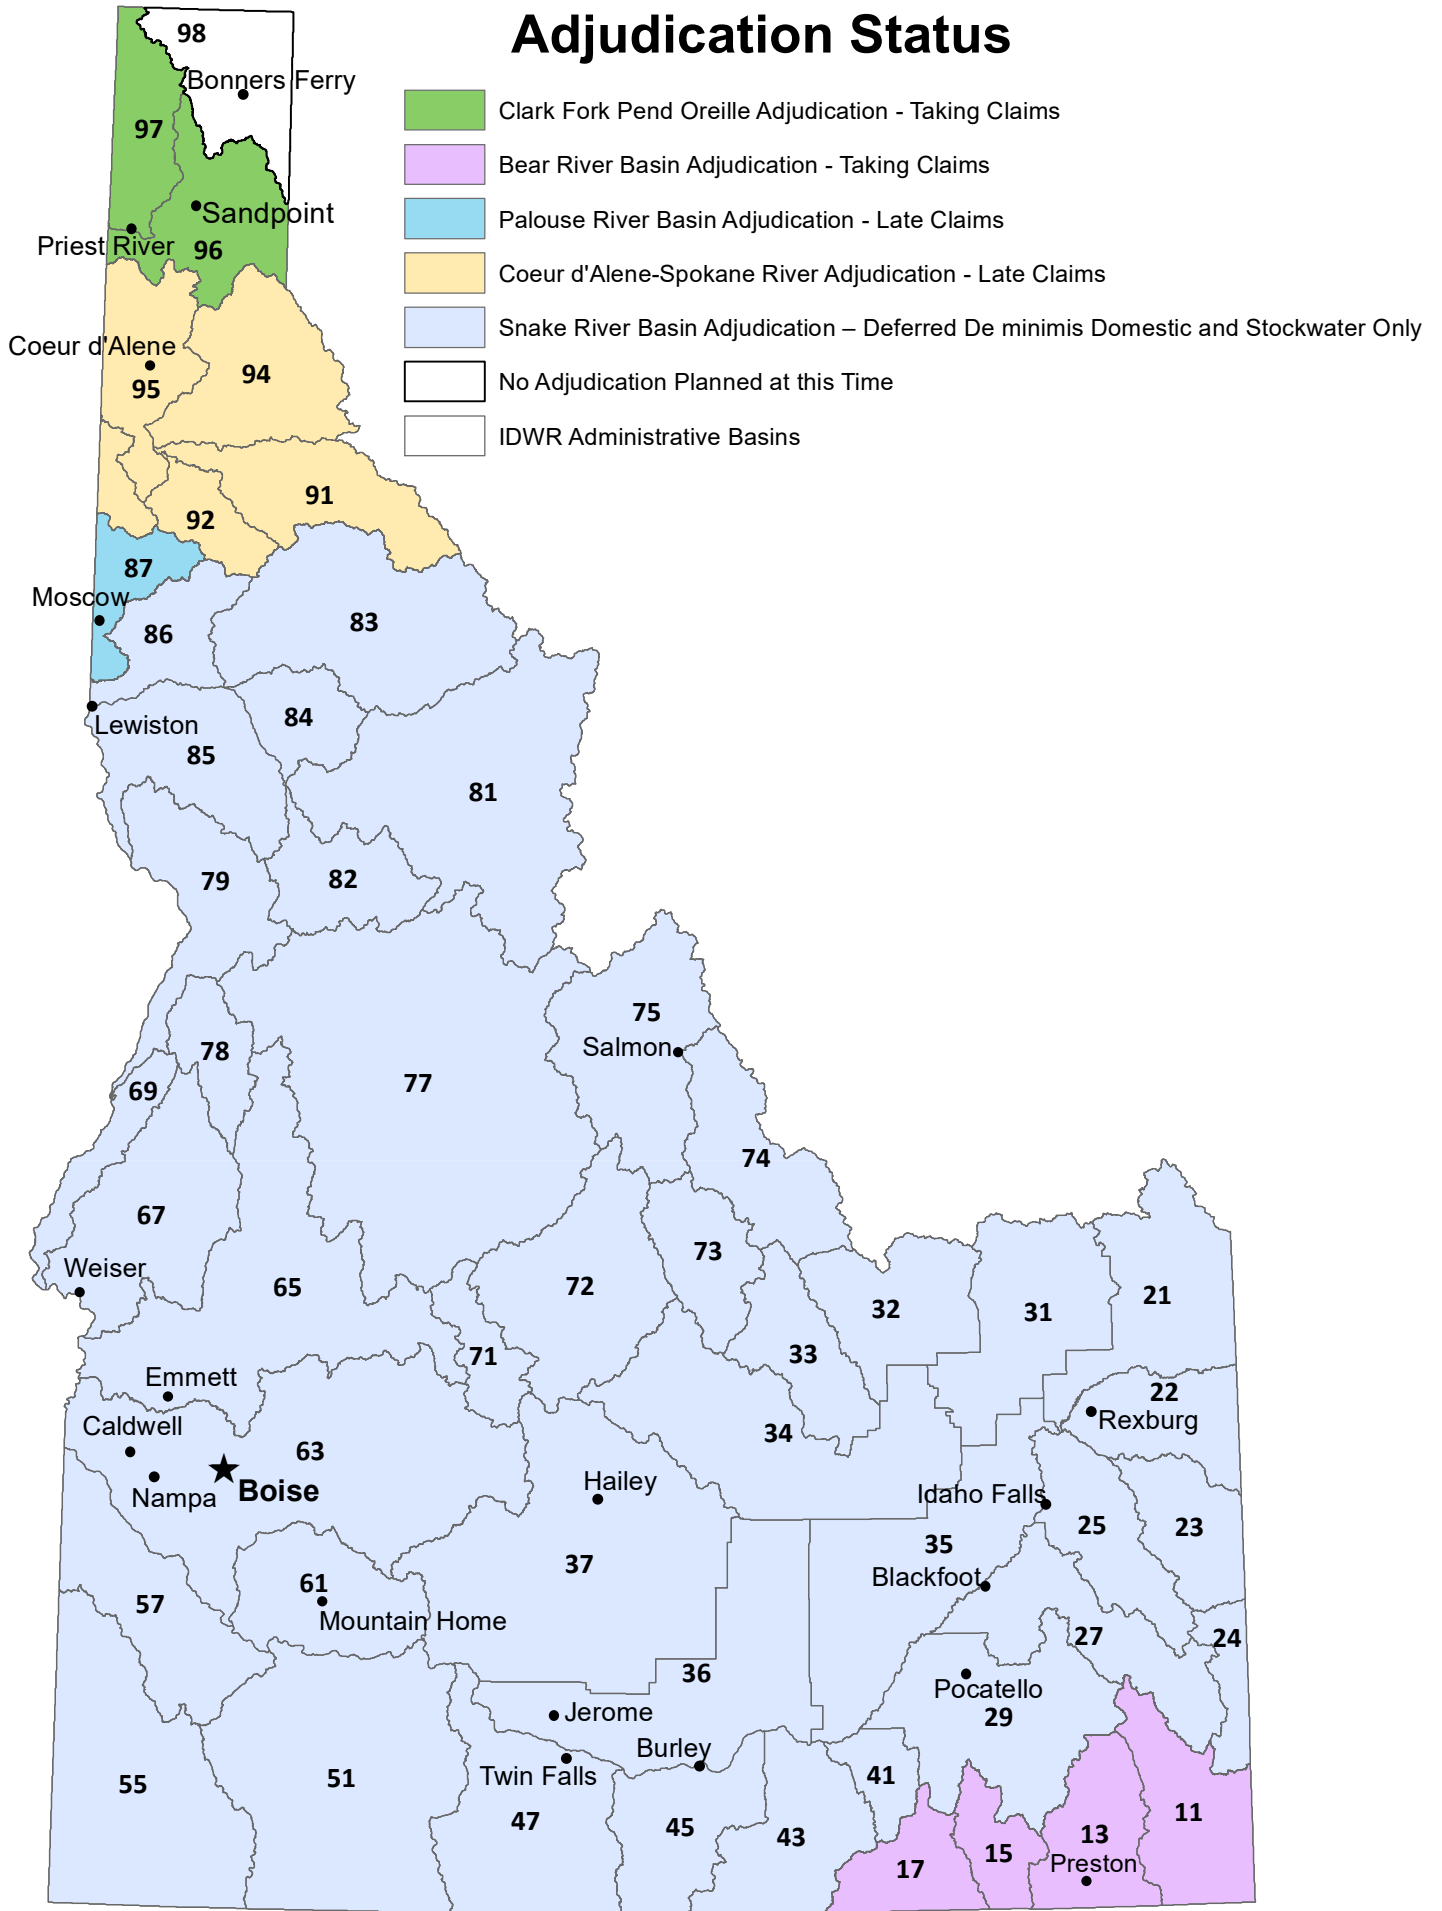 Adjudication Status
98
Bonners Ferry
Clark Fork Pend Oreille Adjudication - Taking Claims
97
Bear River Basin Adjudication - Taking Claims
Sandpoint
Palouse River Basin Adjudication - Late Claims
Priest River
96
Coeur d'Alene-Spokane River Adjudication - Late Claims
Snake River Basin Adjudication – Deferred De minimis Domestic and Stockwater Only
Coeur d'Alene
95
94
No Adjudication Planned at this Time
IDWR Administrative Basins
91
92
87
Moscow
86
83
84
Lewiston
85
81
79
82
75
Salmon
78
77
69
74
67
73
Weiser
65
72
21
32
31
71
33
Emmett
22
Rexburg
Caldwell
34
63
Boise
Nampa
Hailey
Idaho Falls
25
23
35
37
Blackfoot
61
57
Mountain Home
27
24
36
Pocatello
29
Jerome
Burley
Twin Falls
55
51
41
47
45
43
11
13
15
17
Preston